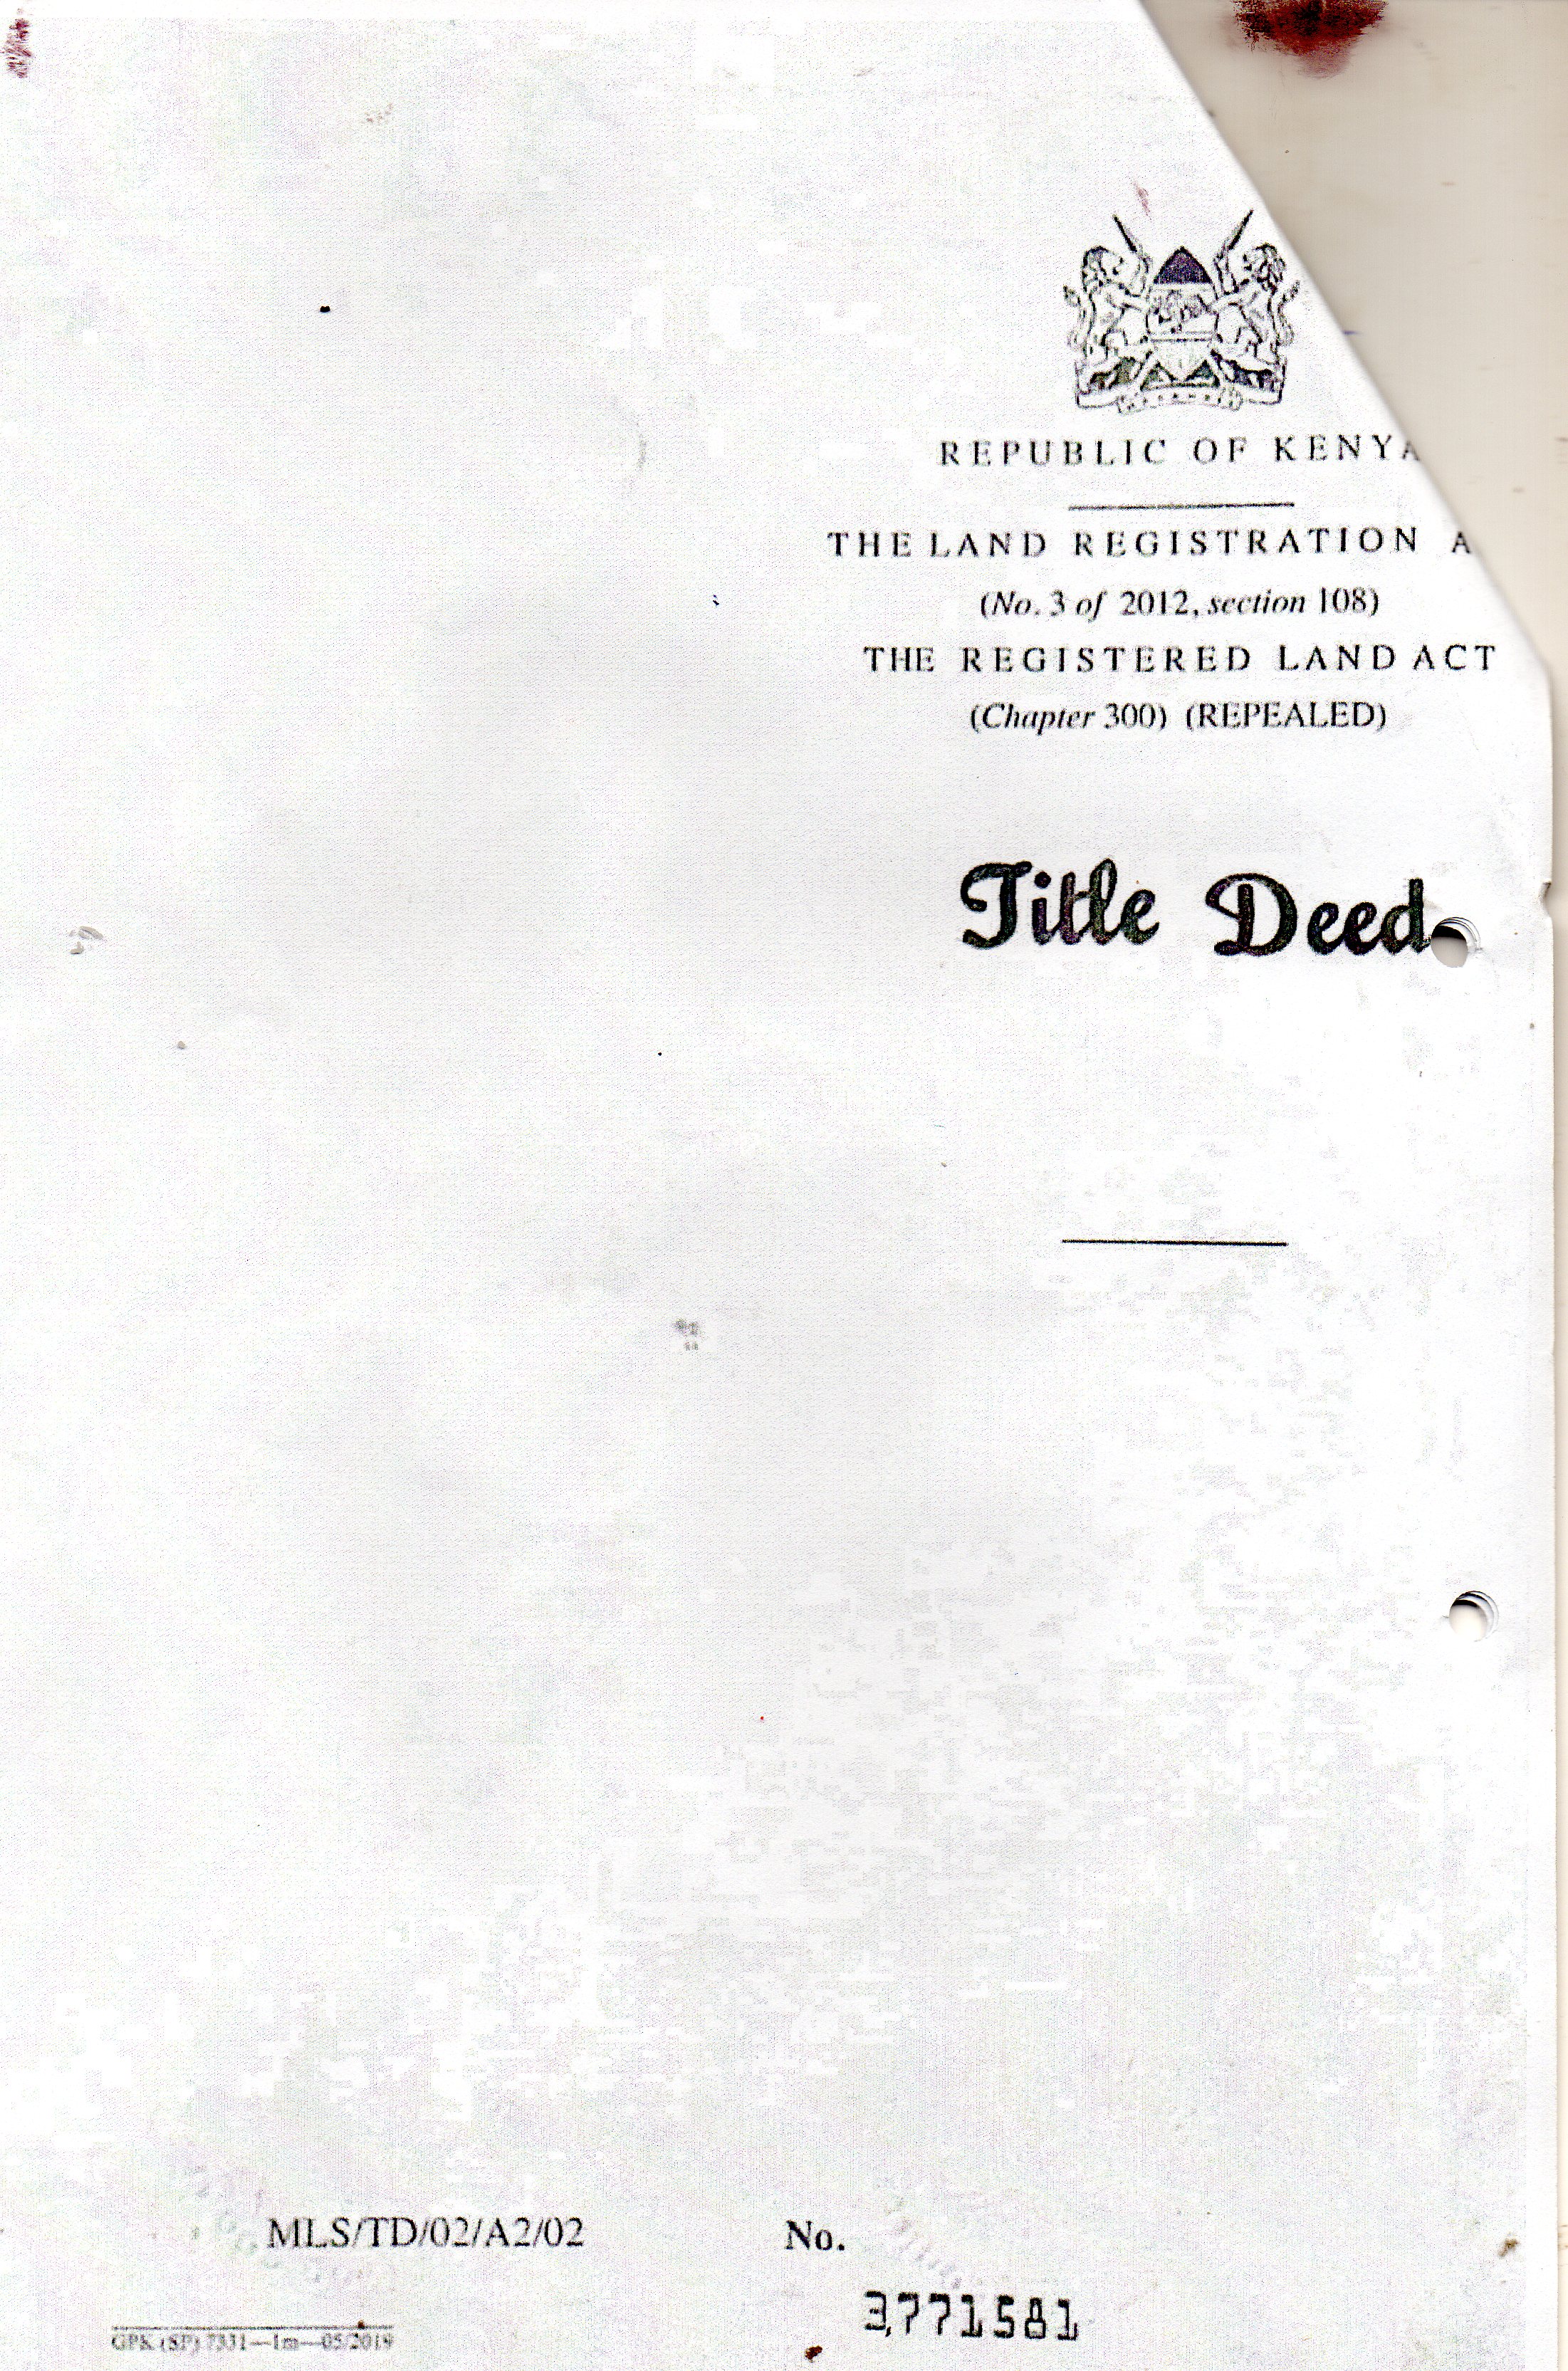 REPUBLIC OF KENYA
THE LAND REGISTRATION A
(No. 3 of 2012, section 108)
THE REGISTERED LAND ACT
(Chapter 300) (REPEALED)
Title Deed
MLS/TD/02/A2/02 No.
3771581
GPK (SP) 7331—1m—05/2019